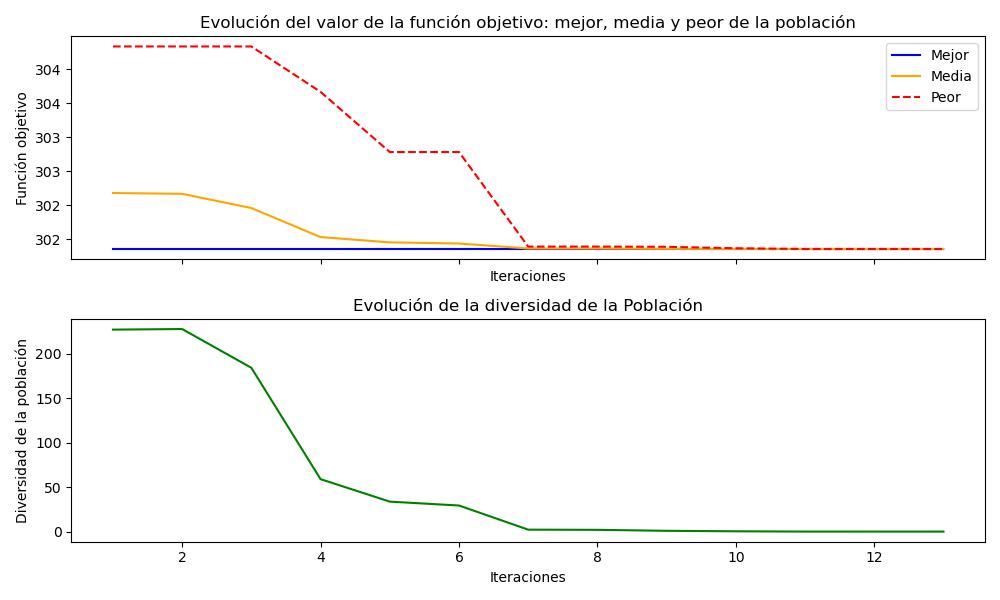 Evolución del valor de la función objetivo: mejor, media y peor de la población
Función objetivo
304
304
303
303
302
302
Mejor
Media
Peor
Iteraciones
Evolución de la diversidad de la Población
Diversidad de la población
200
150
100
50
0
2 4 6 8 10 12
Iteraciones